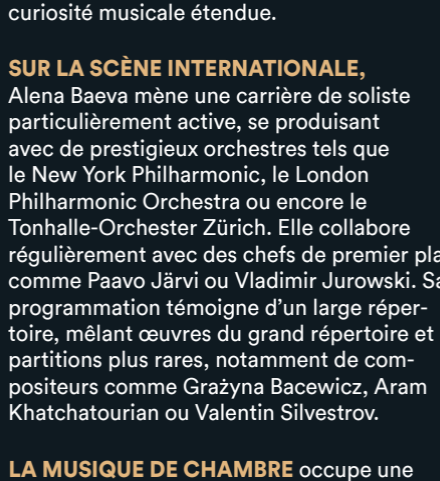 curiosité musicale étendue.
SUR LA SCÈNE INTERNATIONALE,
Alena Baeva mène une carrière de soliste
particulièrement active, se produisant
avec de prestigieux orchestres tels que
le New York Philharmonic, le London
Philharmonic Orchestra ou encore le
Tonhalle-Orchester Zürich. Elle collabore
régulièrement avec des chefs de premier
comme Paavo Järvi ou Vladimir Jurowski.
programmation témoigne d’un large réper-
toire, mêlant œuvres du grand répertoire et
partitions plus rares, notamment de com-
positeurs comme Grażyna Bacewicz, Aram
Khatchatourian ou Valentin Silvestrov.
LA MUSIQUE DE CHAMBRE occupe une